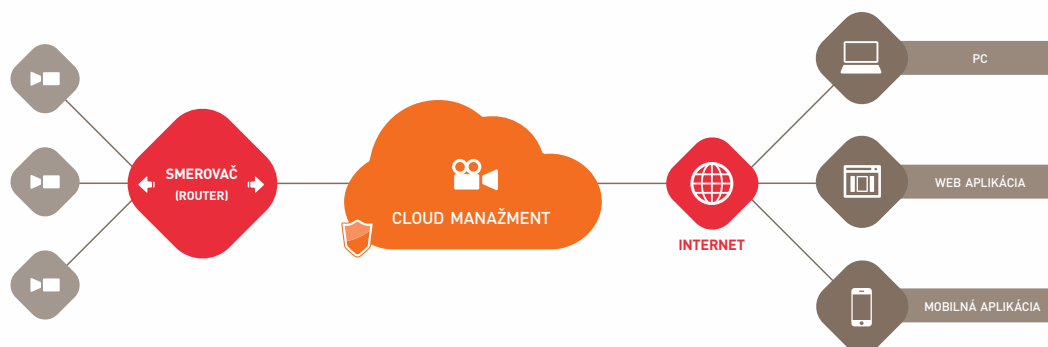 SMEROVAČ
(ROUTER)
CLOUD MANAŽMENT
INTERNET
PC
WEB APLIKÁCIA
MOBILNÁ APLIKÁCIA